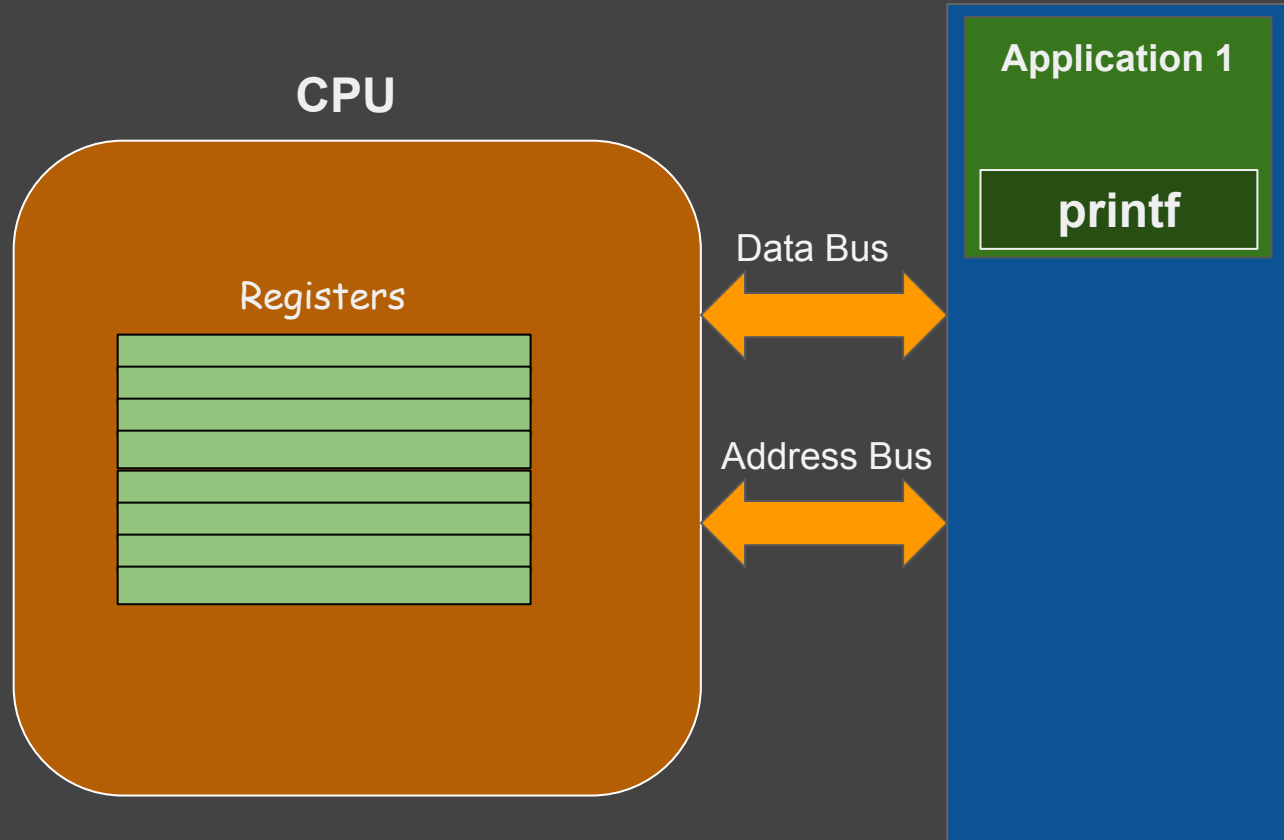 CPU
Registers
Data Bus
Address Bus
Application 1
printf